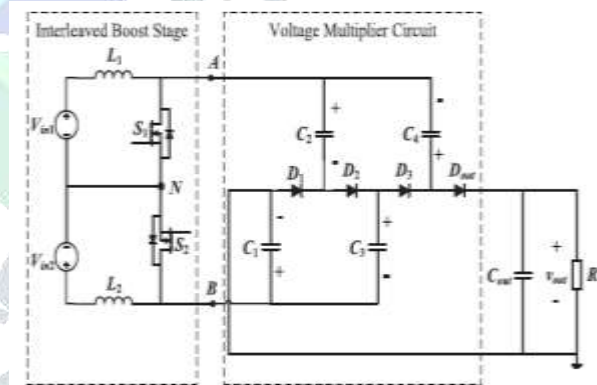 Interleaved Boost Stage
Voltage Multiplier Circuit
L1
A
Vin1
S1
C2
+
-
C4
-
+
D1
D2
D3
Dout
N
Vin2
S2
C1
-
+
C3
+
-
L2
B
Cout
+
vout
-
R